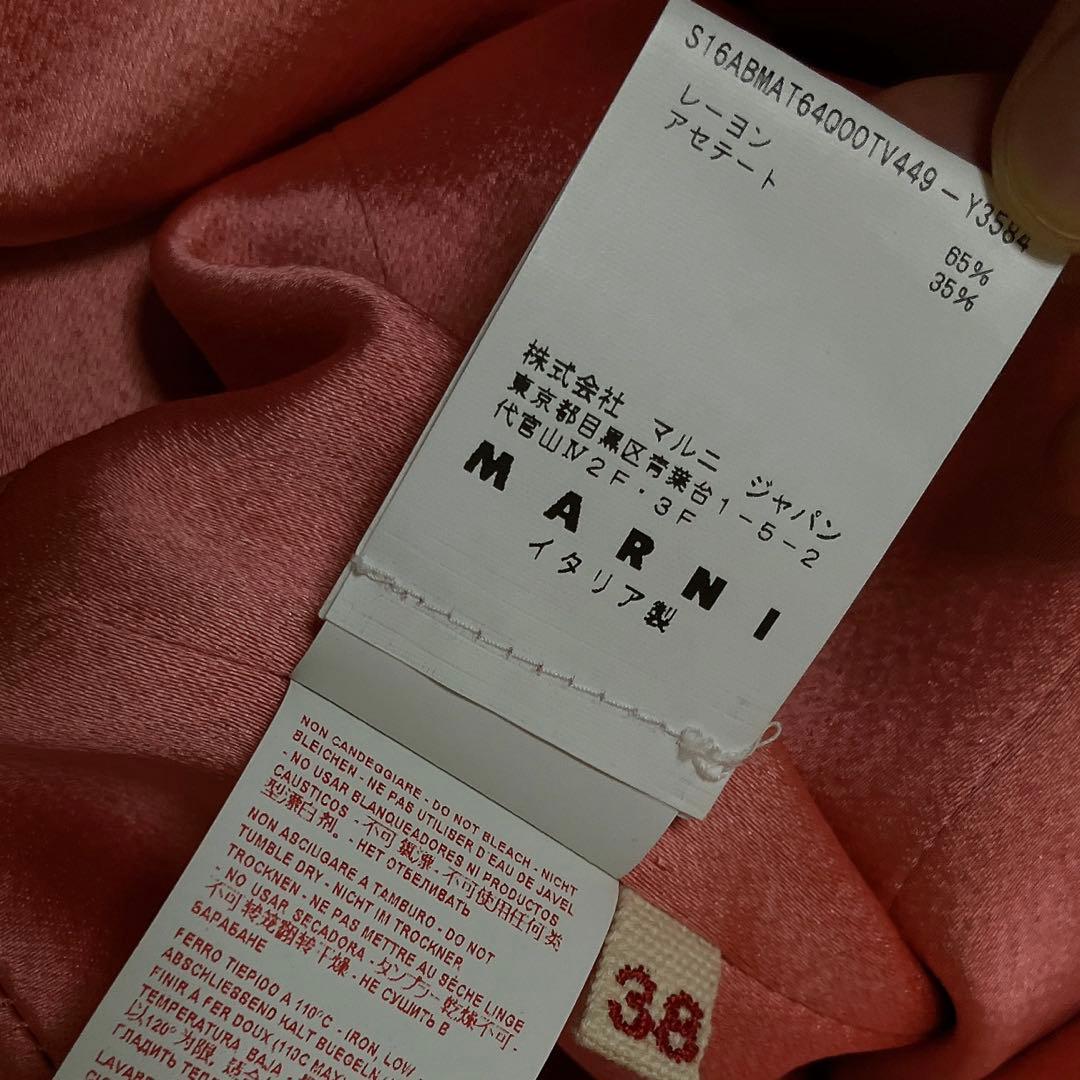 S16ABMAT64Q00TV449-Y3584
レーヨン 65%
アセテート 35%
株式会社 マルニ ジャパン
東京都目黒区青葉台1-5-2
代官山Ⅳ2F・3F
MARNI
イタリア製
NON CANDEGGIARE - DO NOT
BLEICHEN - NE PAS UTILISER D'EAU DE JAVEL
BLEACH - NICHT
- NO USAR BLANQUEADORES NI PRODUCTOS
CAUSTICOS - 不可氯漂 - 不可使用任何类
型漂白剂。- НЕ ОТБЕЛИВАТЬ
NON ASCIUGARE A TAMBURO - DO NOT
TUMBLE DRY - NICHT IM TROCKNER
TROCKNEN - NE PAS METTRE AU SÈCHE LINGE
- NO USAR SECADORA - タンブラー乾燥不可 -
不可转笼翻转干燥 - НЕ СУШИТЬ В
БАРАБАНЕ
FERRO TIEPIDO A 110°C - IRON, LOW
ABSCHLIESSEND KALT BUEGELN
FINIR À FER DOUX (110C MAX
TEMPERATURA, BAJA
以120°为限,
ГЛАДИТЬ
LAVARE
38